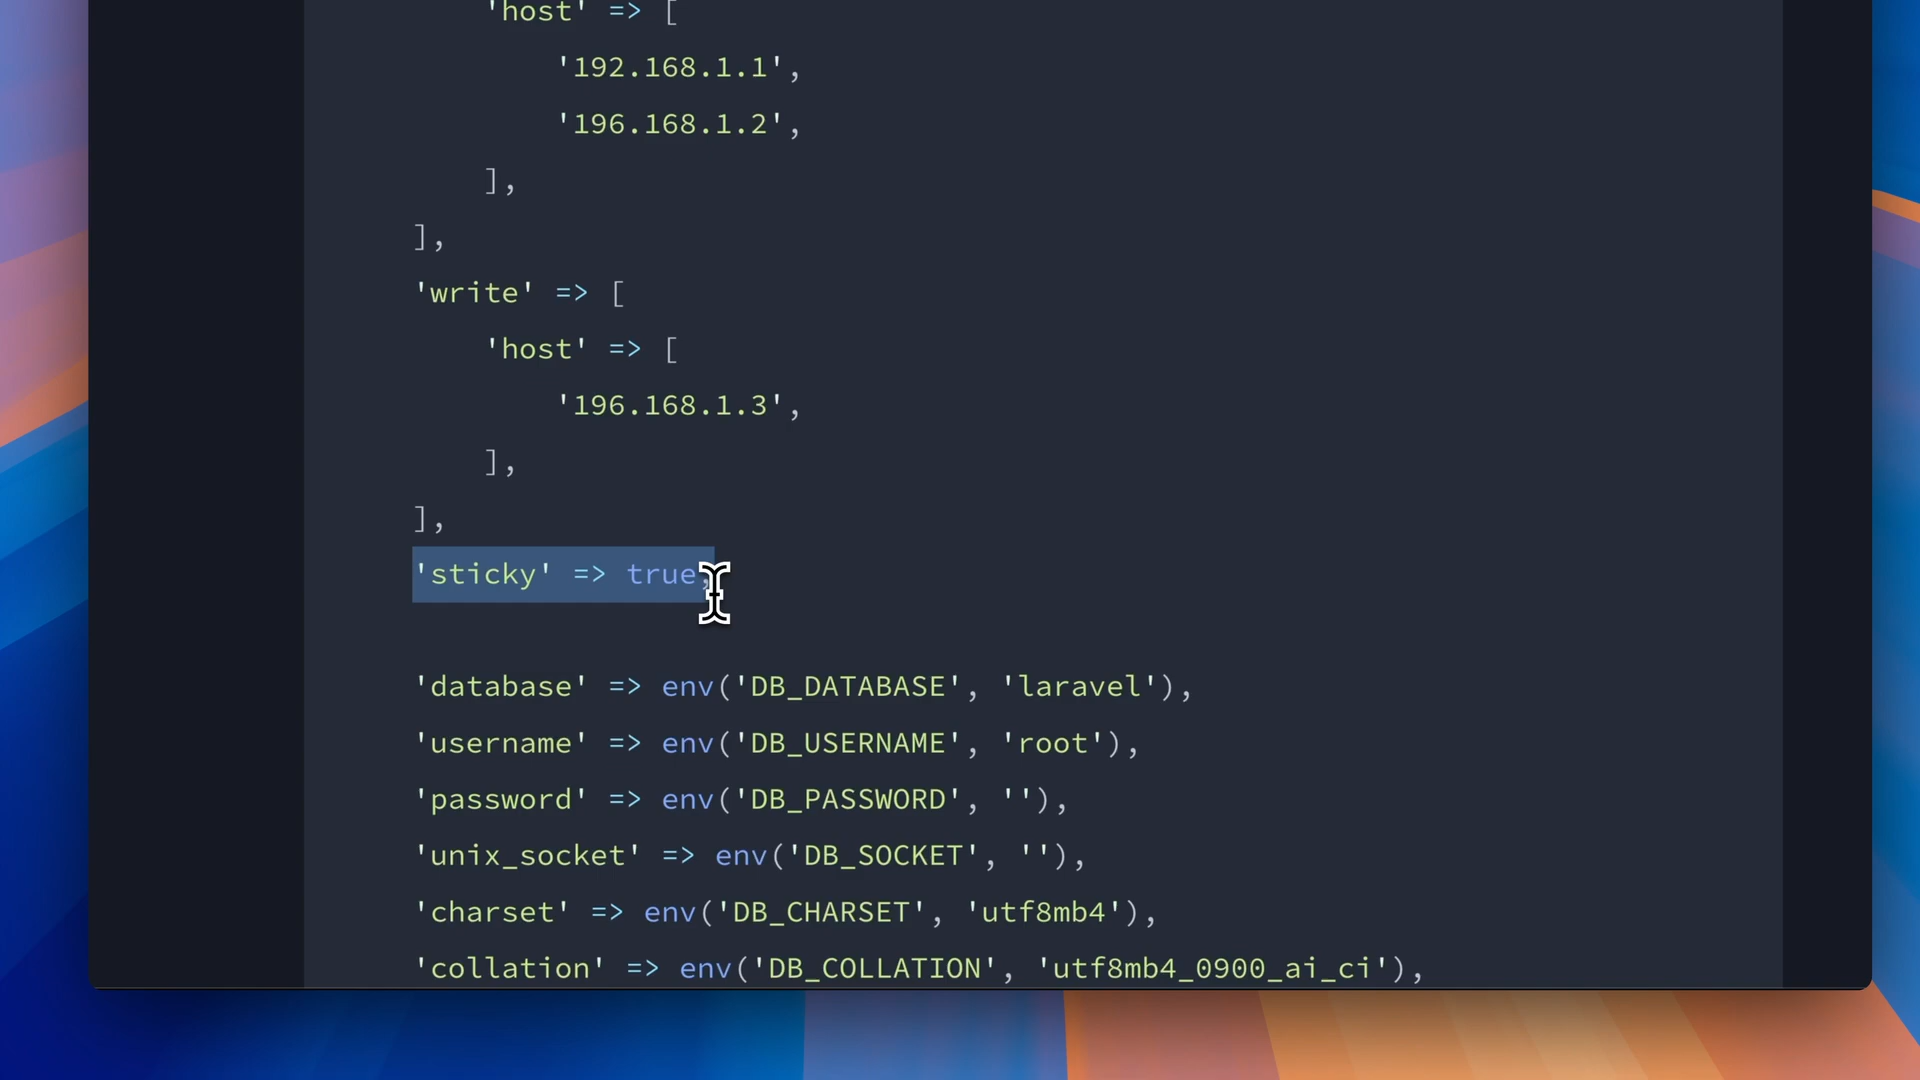 'host' => [
'192.168.1.1',
'196.168.1.2',
],
],
'write' => [
'host' => [
'196.168.1.3',
],
],
'sticky' => true,
'database' => env('DB_DATABASE', 'laravel'),
'username' => env('DB_USERNAME', 'root'),
'password' => env('DB_PASSWORD', ''),
'unix_socket' => env('DB_SOCKET', ''),
'charset' => env('DB_CHARSET', 'utf8mb4'),
'collation' => env('DB_COLLATION', 'utf8mb4_0900_ai_ci'),